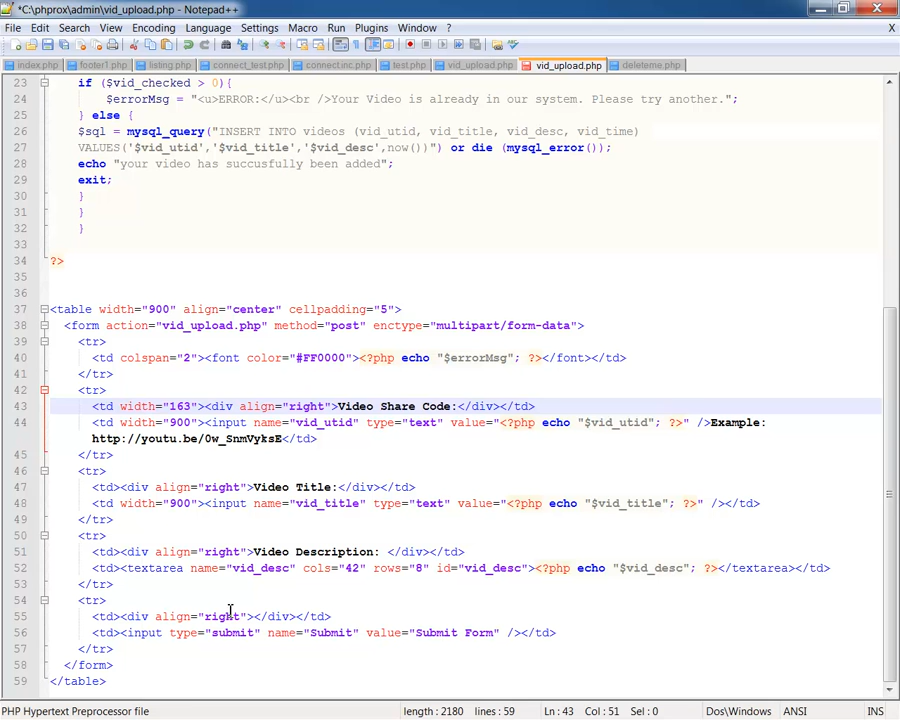 *C:\phprox\admin\vid_upload.php - Notepad++
File Edit Search View Encoding Language Settings Macro Run Plugins Window ? X
index.php footer1.php listing.php connect_test.php connect.inc.php test.php vid_upload.php vid_upload.php deleteme.php
23 if ($vid_checked > 0){
24 $errorMsg = "<u>ERROR:</u><br />Your Video is already in our system. Please try another.";
25 } else {
26 $sql = mysql_query("INSERT INTO videos (vid_utid, vid_title, vid_desc, vid_time)
27 VALUES('$vid_utid','$vid_title','$vid_desc',now())") or die (mysql_error());
28 echo "your video has succusfully been added";
29 exit;
30 }
31 }
32 }
33
34 ?>
35
36
37 <table width="900" align="center" cellpadding="5">
38 <form action="vid_upload.php" method="post" enctype="multipart/form-data">
39 <tr>
40 <td colspan="2"><font color="#FF0000"><?php echo "$errorMsg"; ?></font></td>
41 </tr>
42 <tr>
43 <td width="163"><div align="right">Video Share Code:</div></td>
44 <td width="900"><input name="vid_utid" type="text" value="<?php echo "$vid_utid"; ?>" />Example:
http://youtu.be/0w_SnmVyksE</td>
45 </tr>
46 <tr>
47 <td><div align="right">Video Title:</div></td>
48 <td width="900"><input name="vid_title" type="text" value="<?php echo "$vid_title"; ?>" /></td>
49 </tr>
50 <tr>
51 <td><div align="right">Video Description: </div></td>
52 <td><textarea name="vid_desc" cols="42" rows="8" id="vid_desc"><?php echo "$vid_desc"; ?></textarea></td>
53 </tr>
54 <tr>
55 <td><div align="right"></div></td>
56 <td><input type="submit" name="Submit" value="Submit Form" /></td>
57 </tr>
58 </form>
59 </table>
PHP Hypertext Preprocessor file length : 2180 lines : 59 Ln : 43 Col : 51 Sel : 0 Dos\Windows ANSI INS